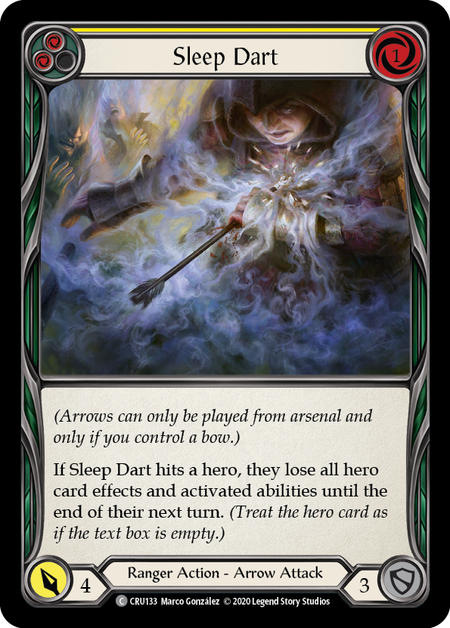 Sleep Dart
1
(Arrows can only be played from arsenal and
only if you control a bow.)
If Sleep Dart hits a hero, they lose all hero
card effects and activated abilities until the
end of their next turn. (Treat the hero card as
if the text box is empty.)
4
Ranger Action - Arrow Attack
3
C CRU133 Marco González © 2020 Legend Story Studios